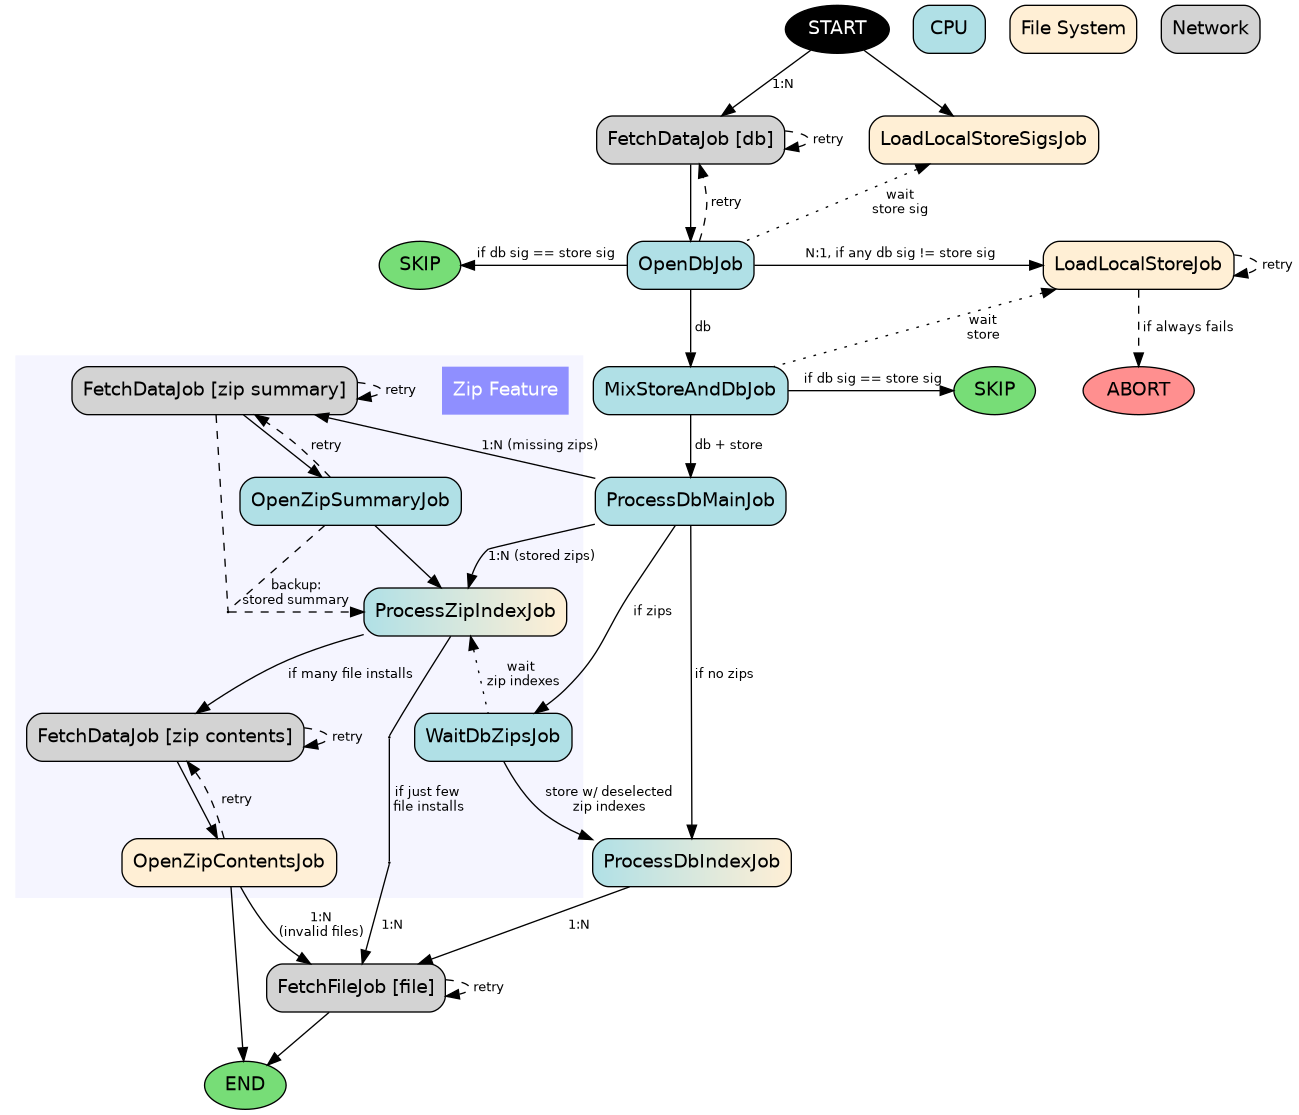 START
CPU
File System
Network
1:N
FetchDataJob [db]
retry
LoadLocalStoreSigsJob
retry
wait
store sig
SKIP
if db sig == store sig
OpenDbJob
N:1, if any db sig != store sig
LoadLocalStoreJob
retry
db
wait
store
if always fails
FetchDataJob [zip summary]
retry
Zip Feature
MixStoreAndDbJob
if db sig == store sig
SKIP
ABORT
retry
1:N (missing zips)
db + store
OpenZipSummaryJob
ProcessDbMainJob
1:N (stored zips)
backup:
stored summary
ProcessZipIndexJob
if zips
if many file installs
wait
zip indexes
if no zips
FetchDataJob [zip contents]
retry
WaitDbZipsJob
retry
if just few
file installs
store w/ deselected
zip indexes
OpenZipContentsJob
ProcessDbIndexJob
1:N
(invalid files)
1:N
1:N
FetchFileJob [file]
retry
END